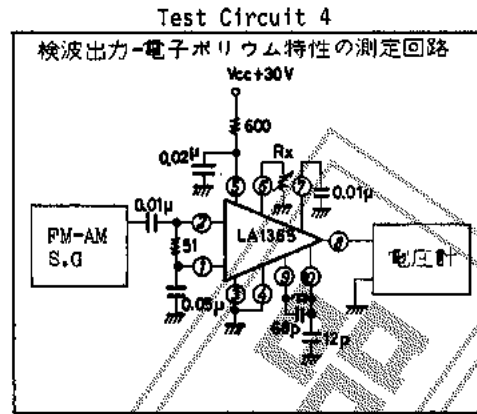 Test Circuit 4
検波出力-電子ボリウム特性の測定回路
Vcc+30V
600
0.02μ
Rx
0.01μ
0.01μ
5
6
7
2
1
LA1365
8
FM-AM
S.G
51
電圧計
3
4
9
10
0.05μ
68p
12p